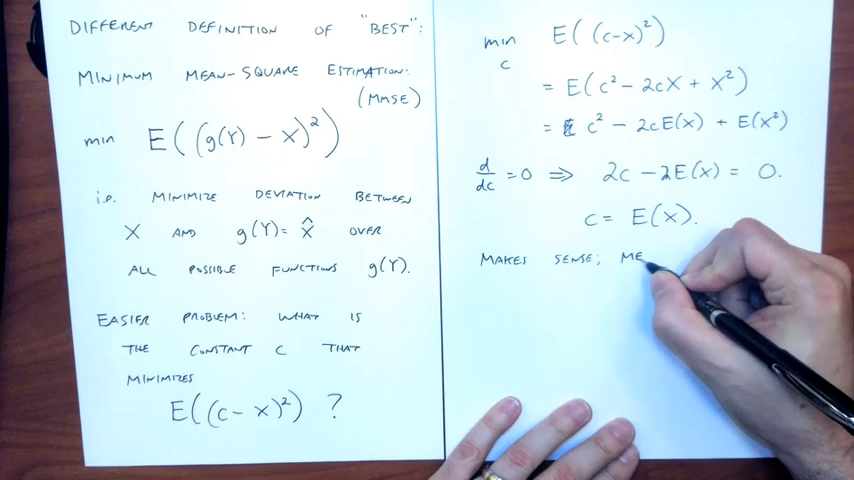 DIFFERENT DEFINITION OF "BEST":
MINIMUM MEAN-SQUARE ESTIMATION:
(MMSE)
min E((g(Y) - X)²)
i.e. MINIMIZE DEVIATION BETWEEN
X AND g(Y) = X̂ OVER
ALL POSSIBLE FUNCTIONS g(Y).
EASIER PROBLEM: WHAT IS
THE CONSTANT C THAT
MINIMIZES
E((c - X)²) ?
min E((c-X)²)
c
= E(c² - 2cX + X²)
= c² - 2cE(X) + E(X²)
d/dc = 0 ⇒ 2c - 2E(X) = 0.
c = E(X).
MAKES SENSE; ME